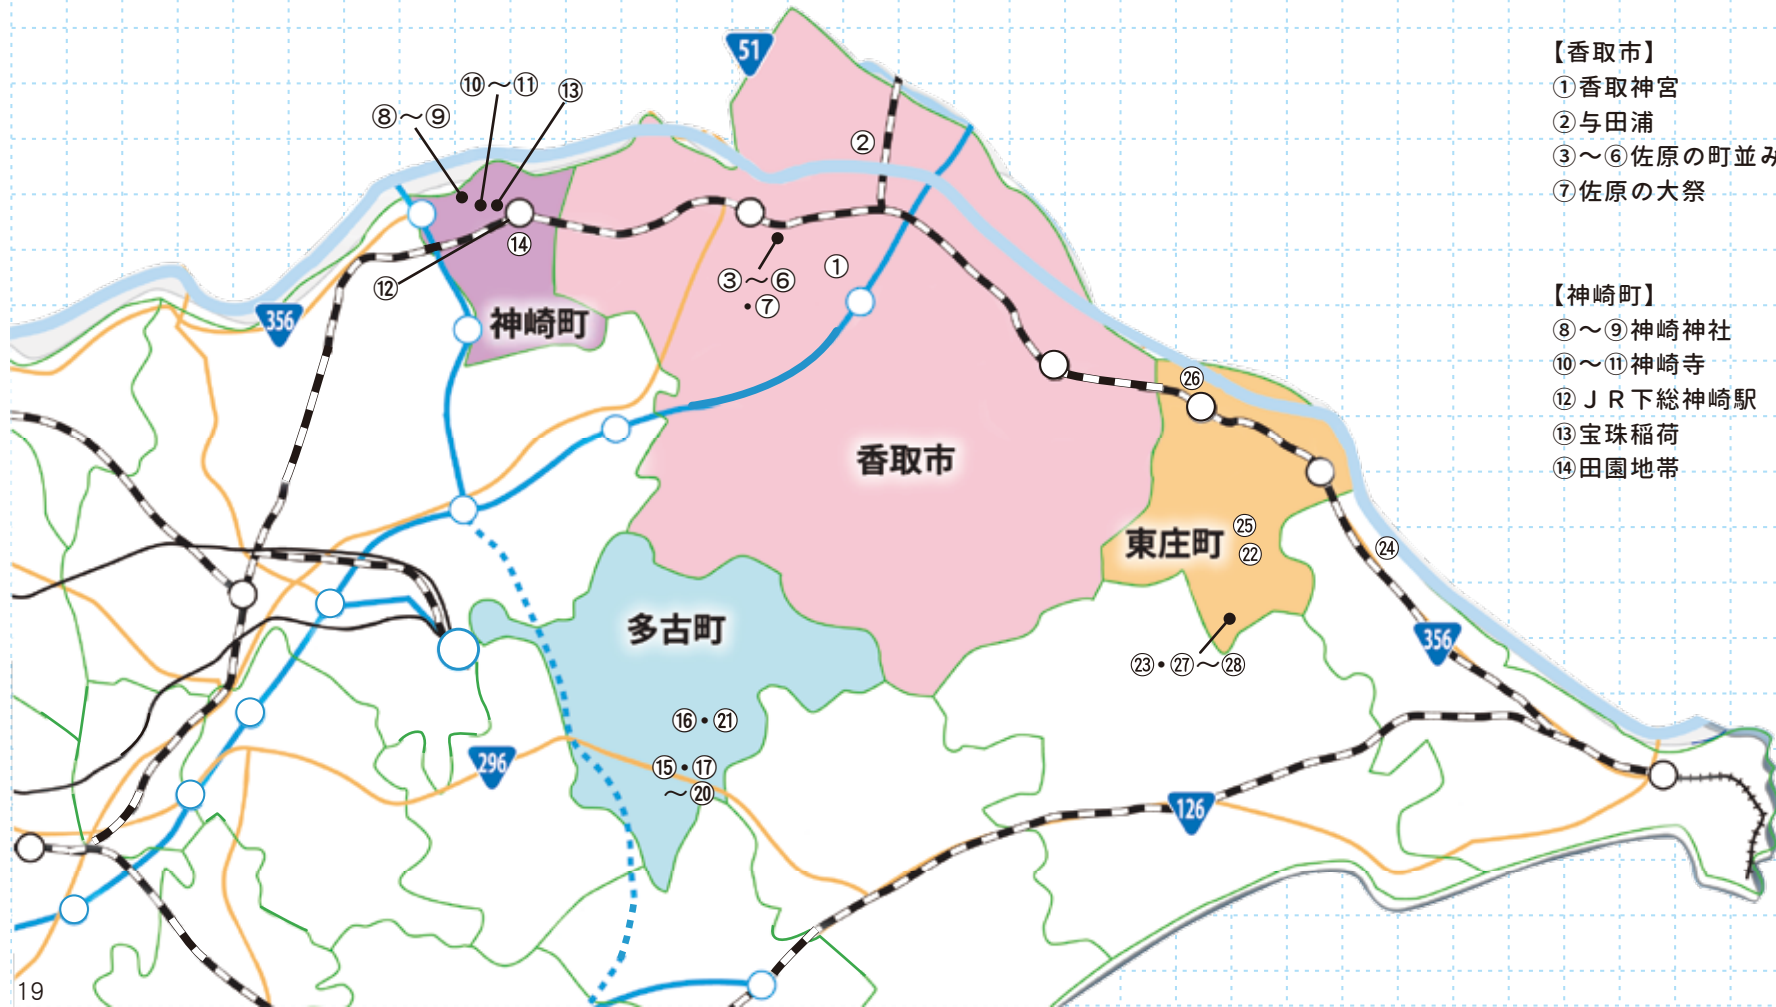 51
⑩～⑪
⑬
⑧～⑨
②
⑭
①
③～⑥
・⑦
⑫
356
神崎町
㉖
香取市
東庄町
㉕
㉒
㉔
多古町
356
㉓・㉗～㉘
⑯・㉑
296
⑮・⑰
～⑳
126
19
【香取市】
①香取神宮
②与田浦
③～⑥佐原の町並み
⑦佐原の大祭
【神崎町】
⑧～⑨神崎神社
⑩～⑪神崎寺
⑫ＪＲ下総神崎駅
⑬宝珠稲荷
⑭田園地帯